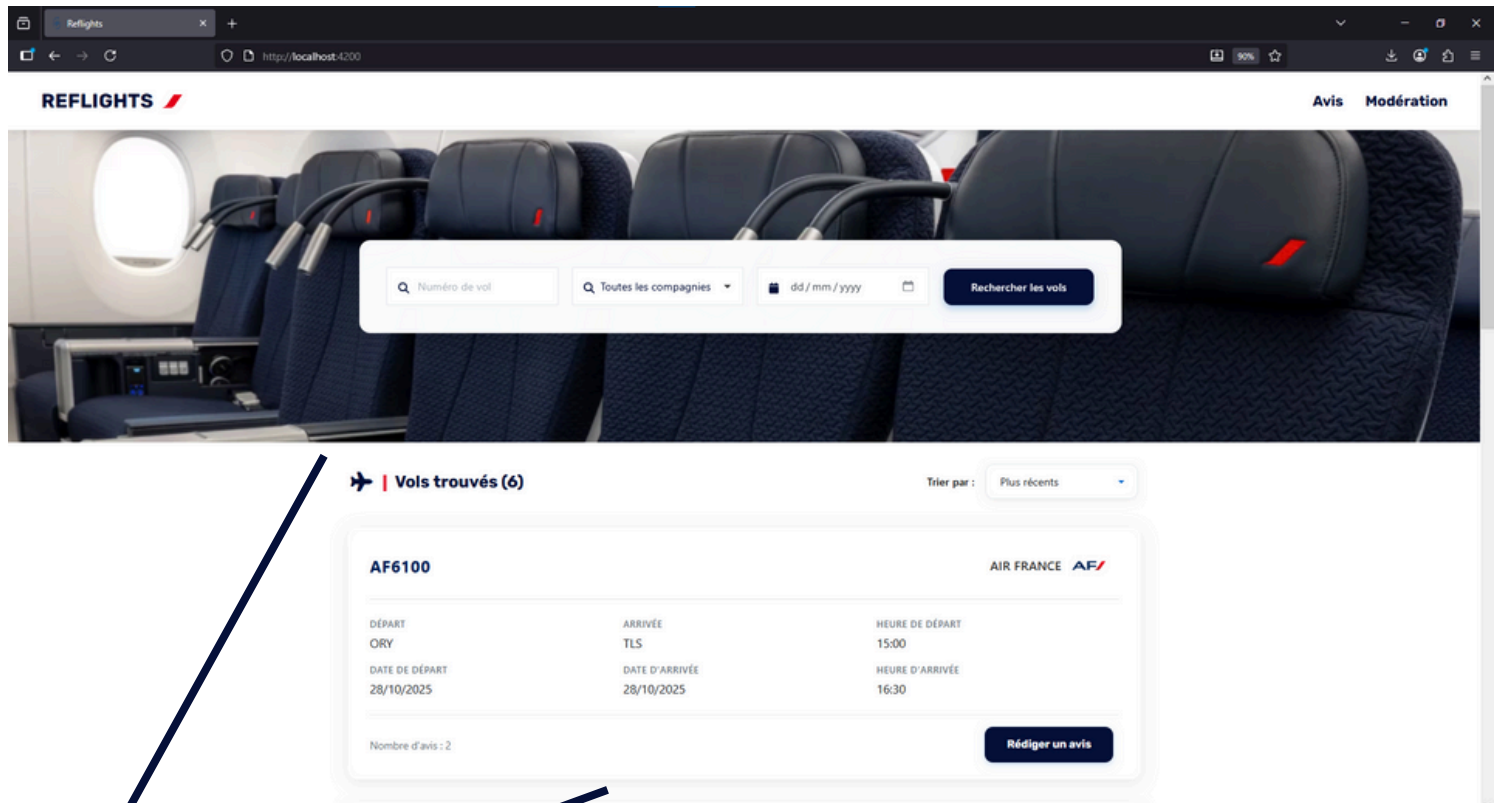 Reflights
http://localhost:4200
90%
REFLIGHTS
Avis Modération
Numéro de vol
Toutes les compagnies
dd / mm / yyyy
Rechercher les vols
Vols trouvés (6)
Trier par : Plus récents
AF6100
AIR FRANCE AF
DÉPART ARRIVÉE HEURE DE DÉPART
ORY TLS 15:00
DATE DE DÉPART DATE D'ARRIVÉE HEURE D'ARRIVÉE
28/10/2025 28/10/2025 16:30
Nombre d'avis : 2
Rédiger un avis